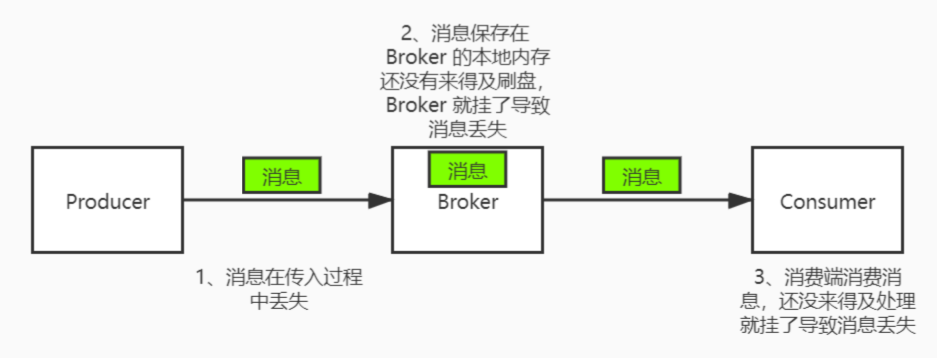 2、消息保存在
Broker 的本地内存
还没有来得及刷盘，
Broker 就挂了导致
消息丢失
消息
消息
消息
Producer
Broker
Consumer
1、消息在传入过程
中丢失
3、消费端消费消
息，还没来得及处理
就挂了导致消息丢失